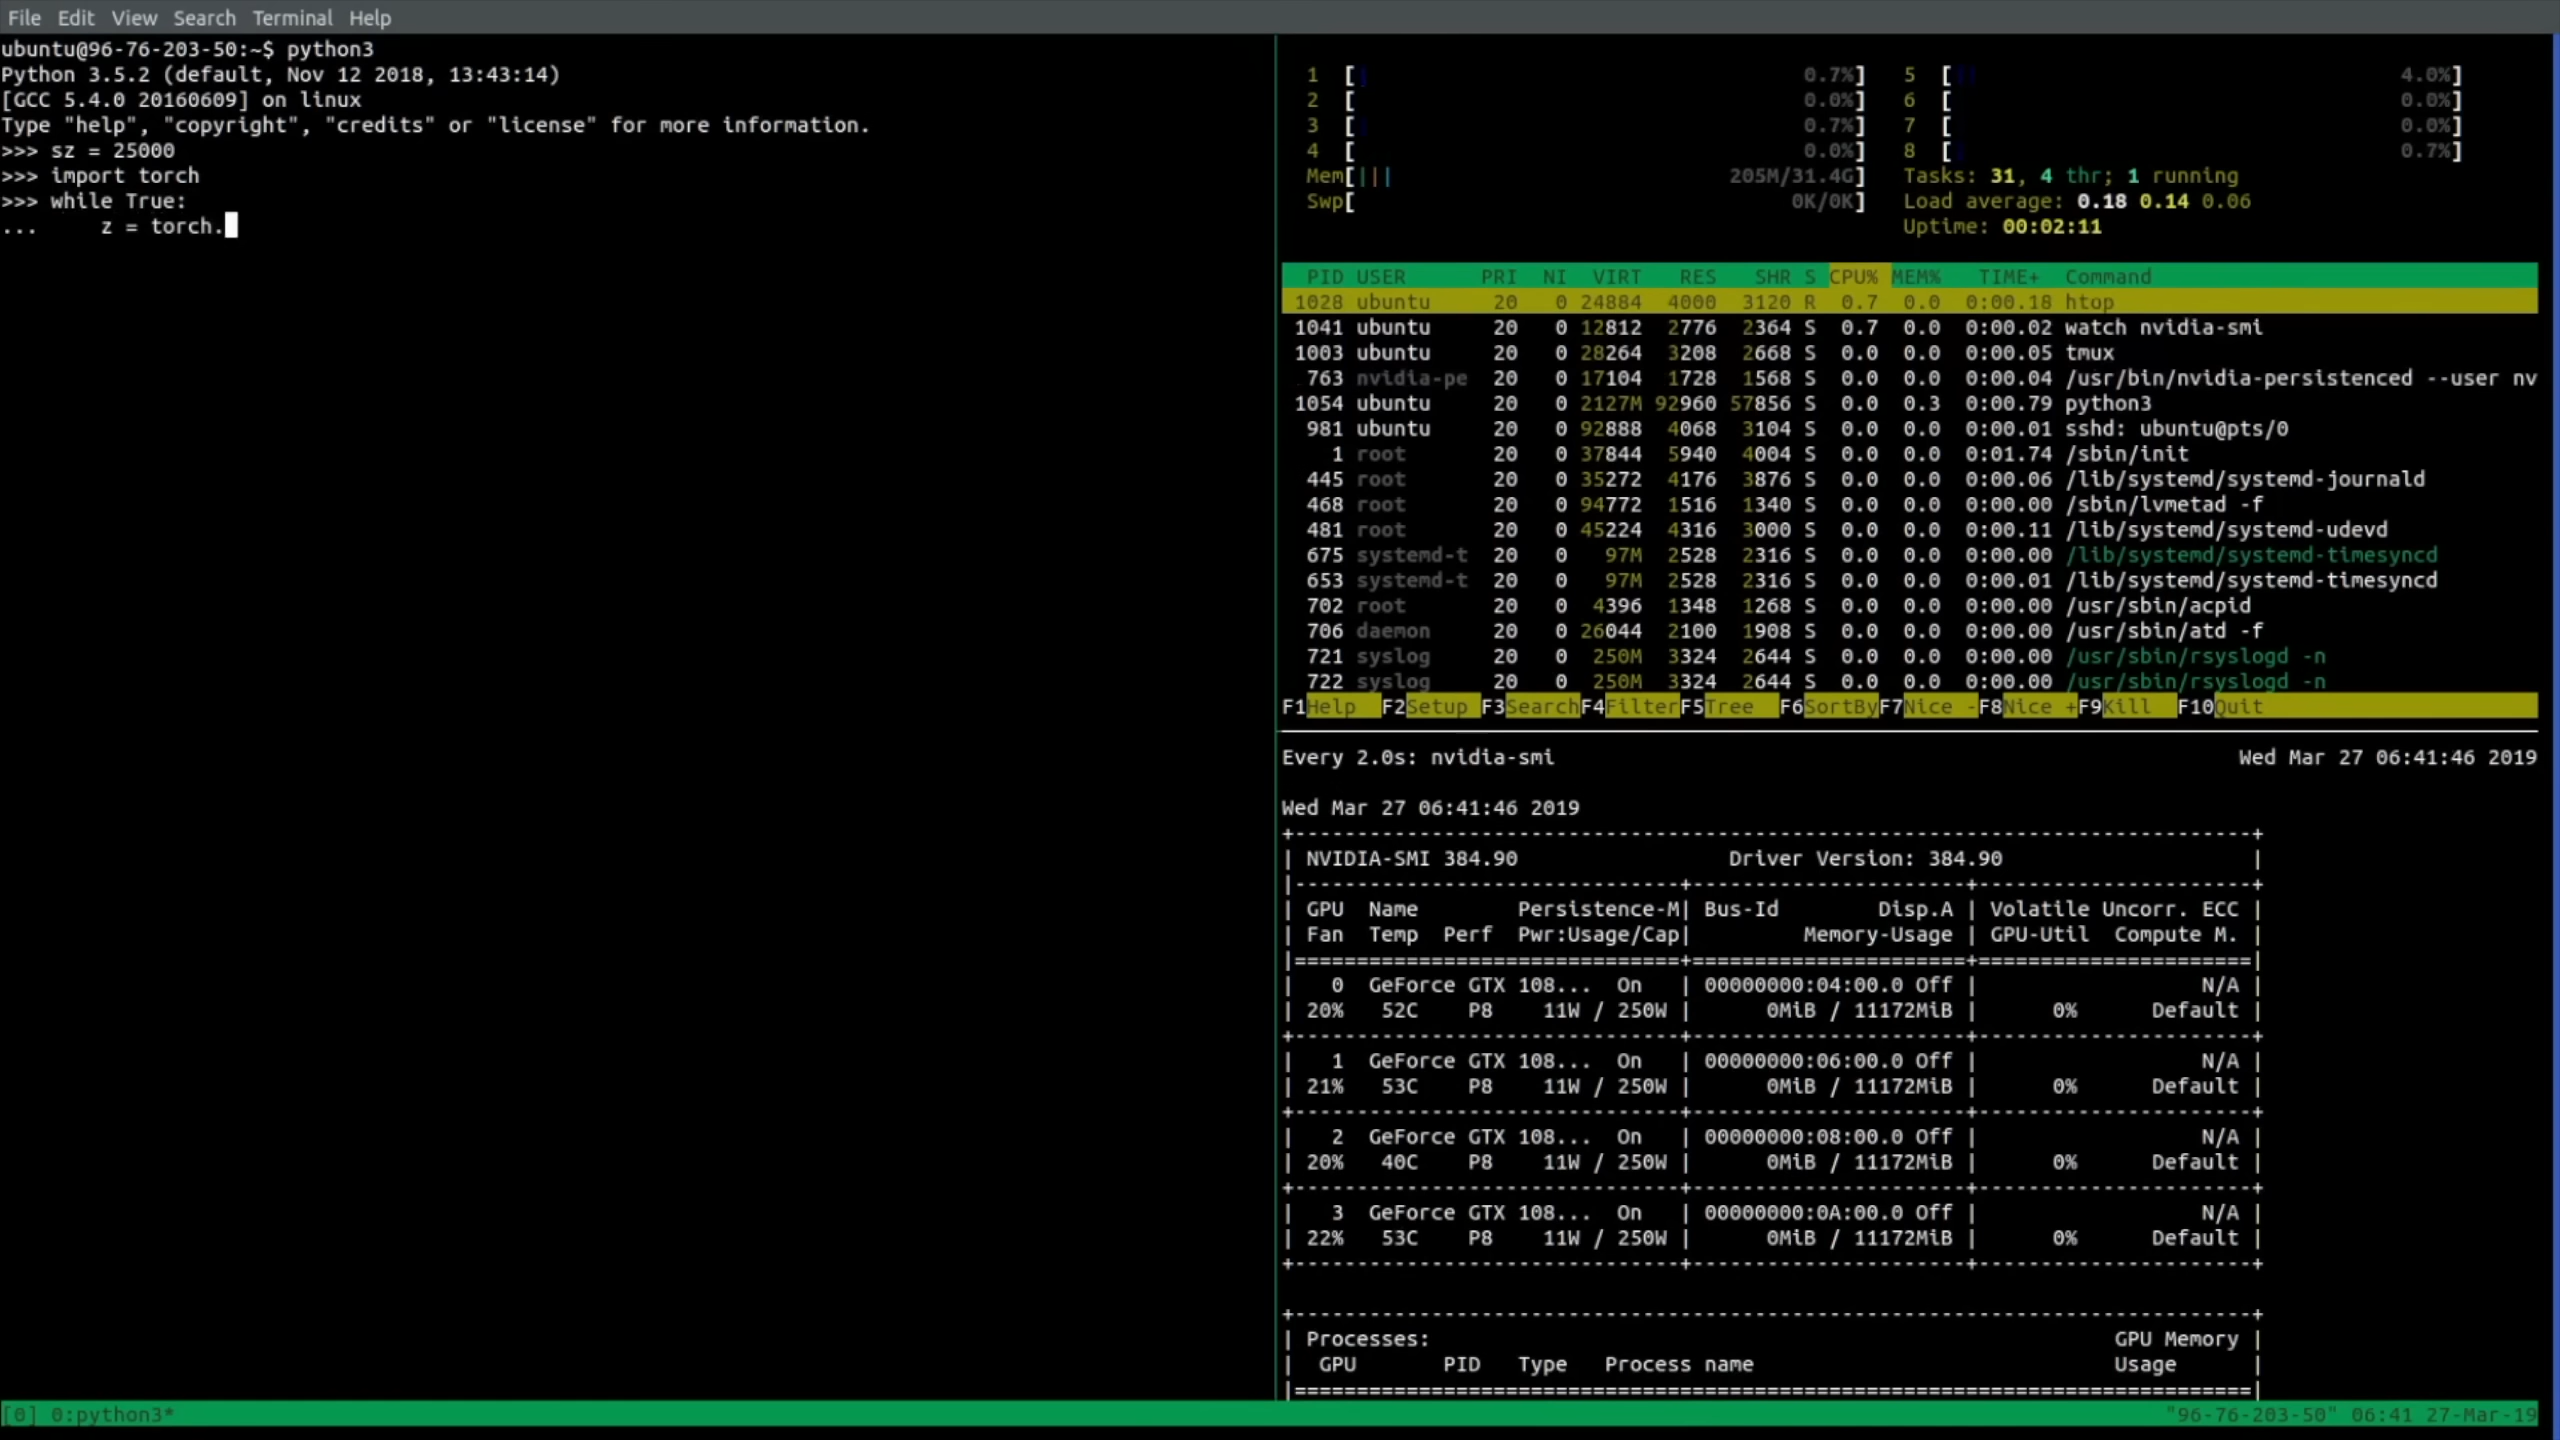 File Edit View Search Terminal Help
ubuntu@96-76-203-50:~$ python3
Python 3.5.2 (default, Nov 12 2018, 13:43:14)
[GCC 5.4.0 20160609] on linux
Type "help", "copyright", "credits" or "license" for more information.
>>> sz = 25000
>>> import torch
>>> while True:
...     z = torch.
1 [ 0.7%] 5 [ 4.0%]
2 [ 0.0%] 6 [ 0.0%]
3 [ 0.7%] 7 [ 0.0%]
4 [ 0.0%] 8 [ 0.7%]
Mem[||| 205M/31.4G] Tasks: 31, 4 thr; 1 running
Swp[ 0K/0K] Load average: 0.18 0.14 0.06
Uptime: 00:02:11
PID USER PRI NI VIRT RES SHR S CPU% MEM% TIME+ Command
1028 ubuntu 20 0 24884 4000 3120 R 0.7 0.0 0:00.18 htop
1041 ubuntu 20 0 12812 2776 2364 S 0.7 0.0 0:00.02 watch nvidia-smi
1003 ubuntu 20 0 28264 3208 2668 S 0.0 0.0 0:00.05 tmux
763 nvidia-pe 20 0 17104 1728 1568 S 0.0 0.0 0:00.04 /usr/bin/nvidia-persistenced --user nv
1054 ubuntu 20 0 2127M 92960 57856 S 0.0 0.3 0:00.79 python3
981 ubuntu 20 0 92888 4068 3104 S 0.0 0.0 0:00.01 sshd: ubuntu@pts/0
1 root 20 0 37844 5940 4004 S 0.0 0.0 0:01.74 /sbin/init
445 root 20 0 35272 4176 3876 S 0.0 0.0 0:00.06 /lib/systemd/systemd-journald
468 root 20 0 94772 1516 1340 S 0.0 0.0 0:00.00 /sbin/lvmetad -f
481 root 20 0 45224 4316 3000 S 0.0 0.0 0:00.11 /lib/systemd/systemd-udevd
675 systemd-t 20 0 97M 2528 2316 S 0.0 0.0 0:00.00 /lib/systemd/systemd-timesyncd
653 systemd-t 20 0 97M 2528 2316 S 0.0 0.0 0:00.01 /lib/systemd/systemd-timesyncd
702 root 20 0 4396 1348 1268 S 0.0 0.0 0:00.00 /usr/sbin/acpid
706 daemon 20 0 26044 2100 1908 S 0.0 0.0 0:00.00 /usr/sbin/atd -f
721 syslog 20 0 250M 3324 2644 S 0.0 0.0 0:00.00 /usr/sbin/rsyslogd -n
722 syslog 20 0 250M 3324 2644 S 0.0 0.0 0:00.00 /usr/sbin/rsyslogd -n
F1Help F2Setup F3SearchF4FilterF5Tree F6SortByF7Nice -F8Nice +F9Kill F10Quit
Every 2.0s: nvidia-smi Wed Mar 27 06:41:46 2019
Wed Mar 27 06:41:46 2019
NVIDIA-SMI 384.90 Driver Version: 384.90
GPU Name Persistence-M| Bus-Id Disp.A | Volatile Uncorr. ECC |
Fan Temp Perf Pwr:Usage/Cap| Memory-Usage | GPU-Util Compute M. |
| 0 GeForce GTX 108... On | 00000000:04:00.0 Off | N/A |
| 20% 52C P8 11W / 250W | 0MiB / 11172MiB | 0% Default |
| 1 GeForce GTX 108... On | 00000000:06:00.0 Off | N/A |
| 21% 53C P8 11W / 250W | 0MiB / 11172MiB | 0% Default |
| 2 GeForce GTX 108... On | 00000000:08:00.0 Off | N/A |
| 20% 40C P8 11W / 250W | 0MiB / 11172MiB | 0% Default |
| 3 GeForce GTX 108... On | 00000000:0A:00.0 Off | N/A |
| 22% 53C P8 11W / 250W | 0MiB / 11172MiB | 0% Default |
| Processes: GPU Memory |
| GPU PID Type Process name Usage |
[0] 0:python3* "96-76-203-50" 06:41 27-Mar-19